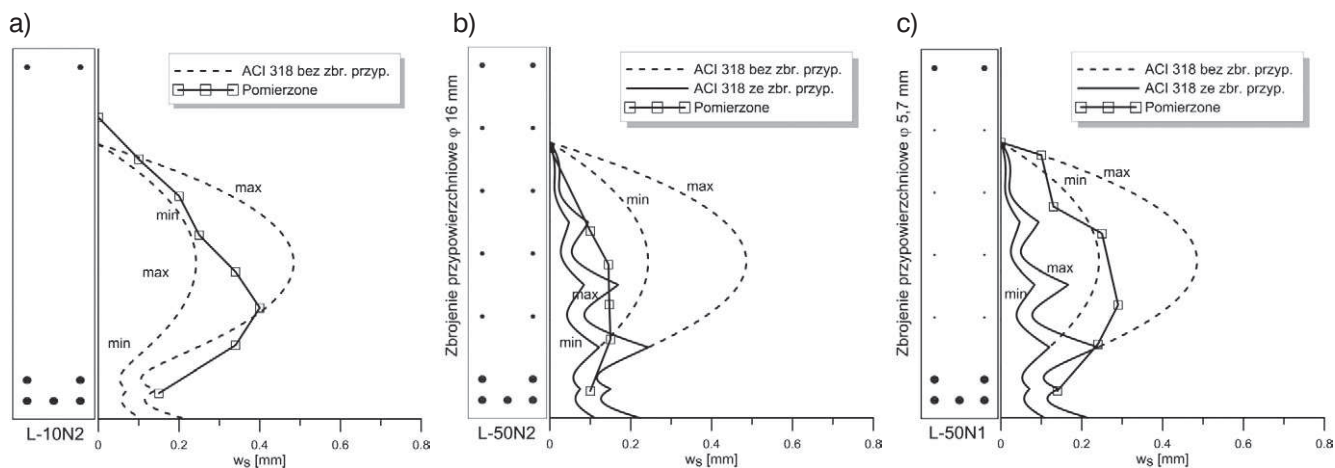 a)
ACI 318 bez zbr. przyp.
Pomierzone
max
min
max
min
L-10N2
0 0.2 0.4 0.6 0.8
ws [mm]
b)
Zbrojenie przypowierzchniowe φ 16 mm
ACI 318 bez zbr. przyp.
ACI 318 ze zbr. przyp.
Pomierzone
max
min
max
min
L-50N2
0 0.2 0.4 0.6 0.8
ws [mm]
c)
Zbrojenie przypowierzchniowe φ 5,7 mm
ACI 318 bez zbr. przyp.
ACI 318 ze zbr. przyp.
Pomierzone
min
max
max
min
L-50N1
0 0.2 0.4 0.6 0.8
ws [mm]